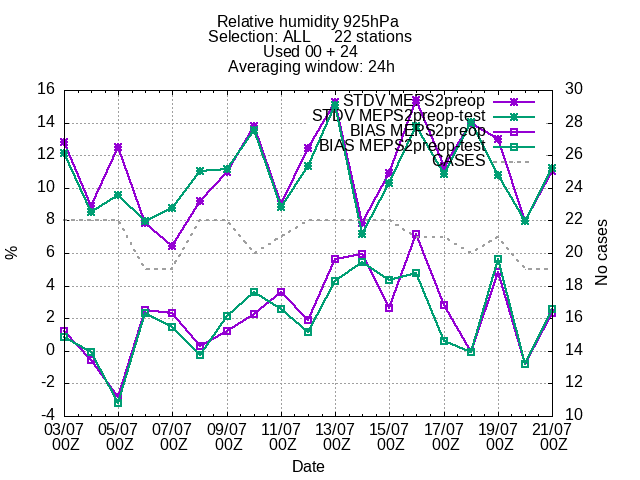 Relative humidity 925hPa
Selection: ALL 22 stations
Used 00 + 24
Averaging window: 24h
16 30
STDV MEPS2preop
14 STDV MEPS2preop-test 28
BIAS MEPS2preop
BIAS MEPS2preop-test
12 CASES 26
10 24
8 22
6 20
% No cases
4 18
2 16
0 14
-2 12
-4 10
03/07 05/07 07/07 09/07 11/07 13/07 15/07 17/07 19/07 21/07
00Z 00Z 00Z 00Z 00Z 00Z 00Z 00Z 00Z 00Z
Date